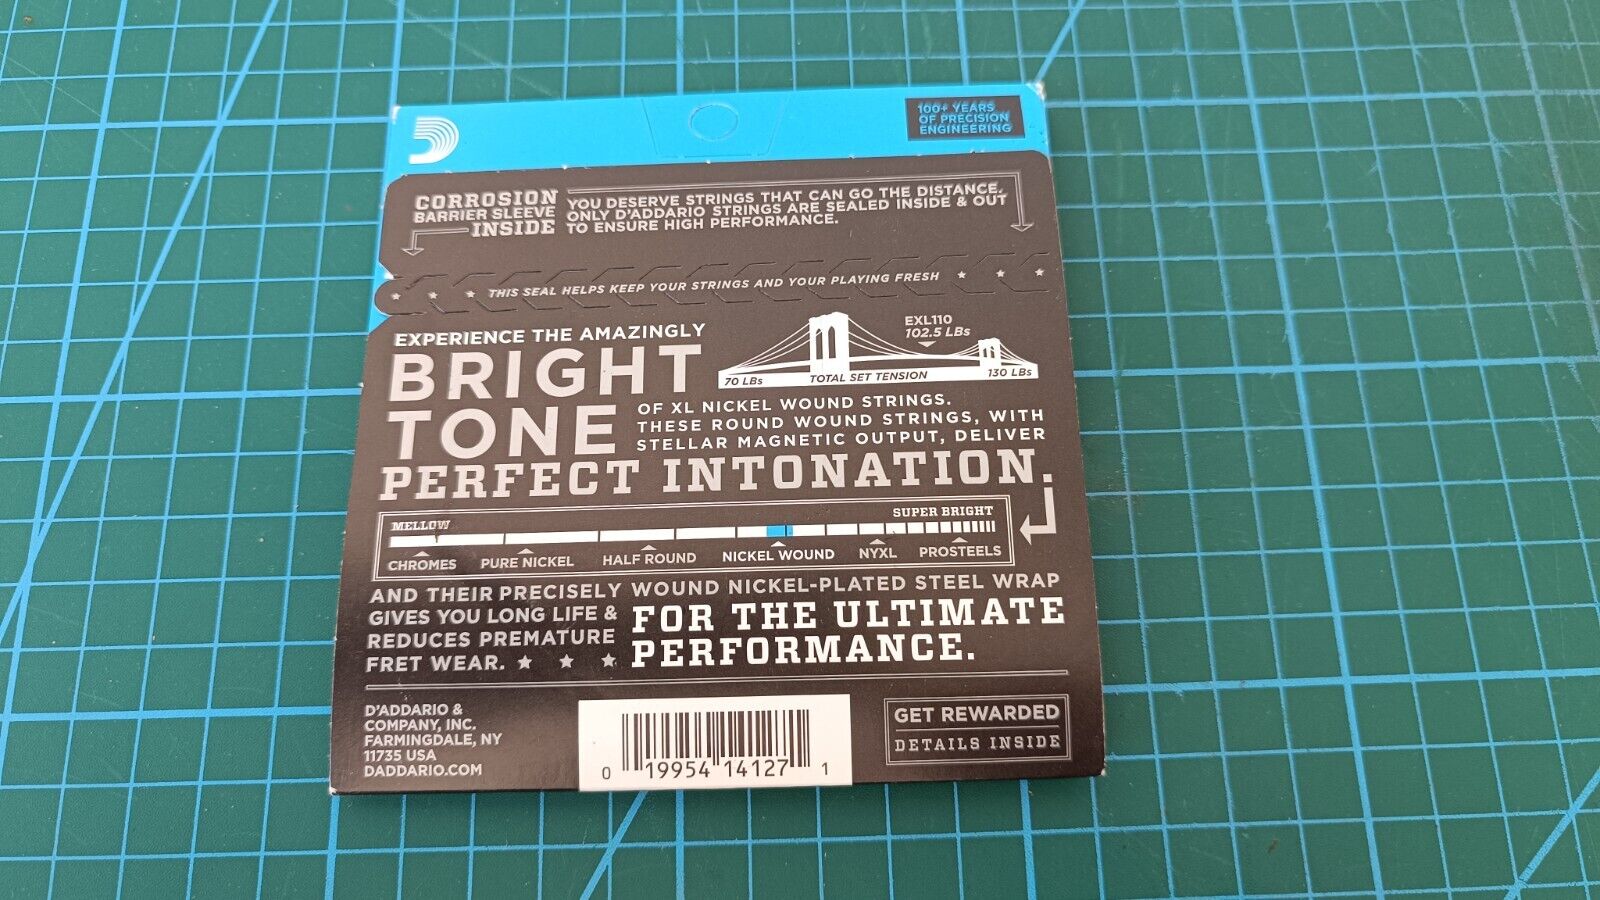 100+ YEARS
OF PRECISION
ENGINEERING
CORROSION
BARRIER SLEEVE
INSIDE
YOU DESERVE STRINGS THAT CAN GO THE DISTANCE.
ONLY D'ADDARIO STRINGS ARE SEALED INSIDE & OUT
TO ENSURE HIGH PERFORMANCE.
THIS SEAL HELPS KEEP YOUR STRINGS AND YOUR PLAYING FRESH
EXPERIENCE THE AMAZINGLY
BRIGHT
TONE
EXL110
102.5 LBs
70 LBs
TOTAL SET TENSION
130 LBs
OF XL NICKEL WOUND STRINGS.
THESE ROUND WOUND STRINGS, WITH
STELLAR MAGNETIC OUTPUT, DELIVER
PERFECT INTONATION.
MELLOW
SUPER BRIGHT
CHROMES
PURE NICKEL
HALF ROUND
NICKEL WOUND
NYXL
PROSTEELS
AND THEIR PRECISELY WOUND NICKEL-PLATED STEEL WRAP
GIVES YOU LONG LIFE &
REDUCES PREMATURE
FRET WEAR.
FOR THE ULTIMATE
PERFORMANCE.
D'ADDARIO &
COMPANY, INC.
FARMINGDALE, NY
11735 USA
DADDARIO.COM
0 19954 14127 1
GET REWARDED
DETAILS INSIDE